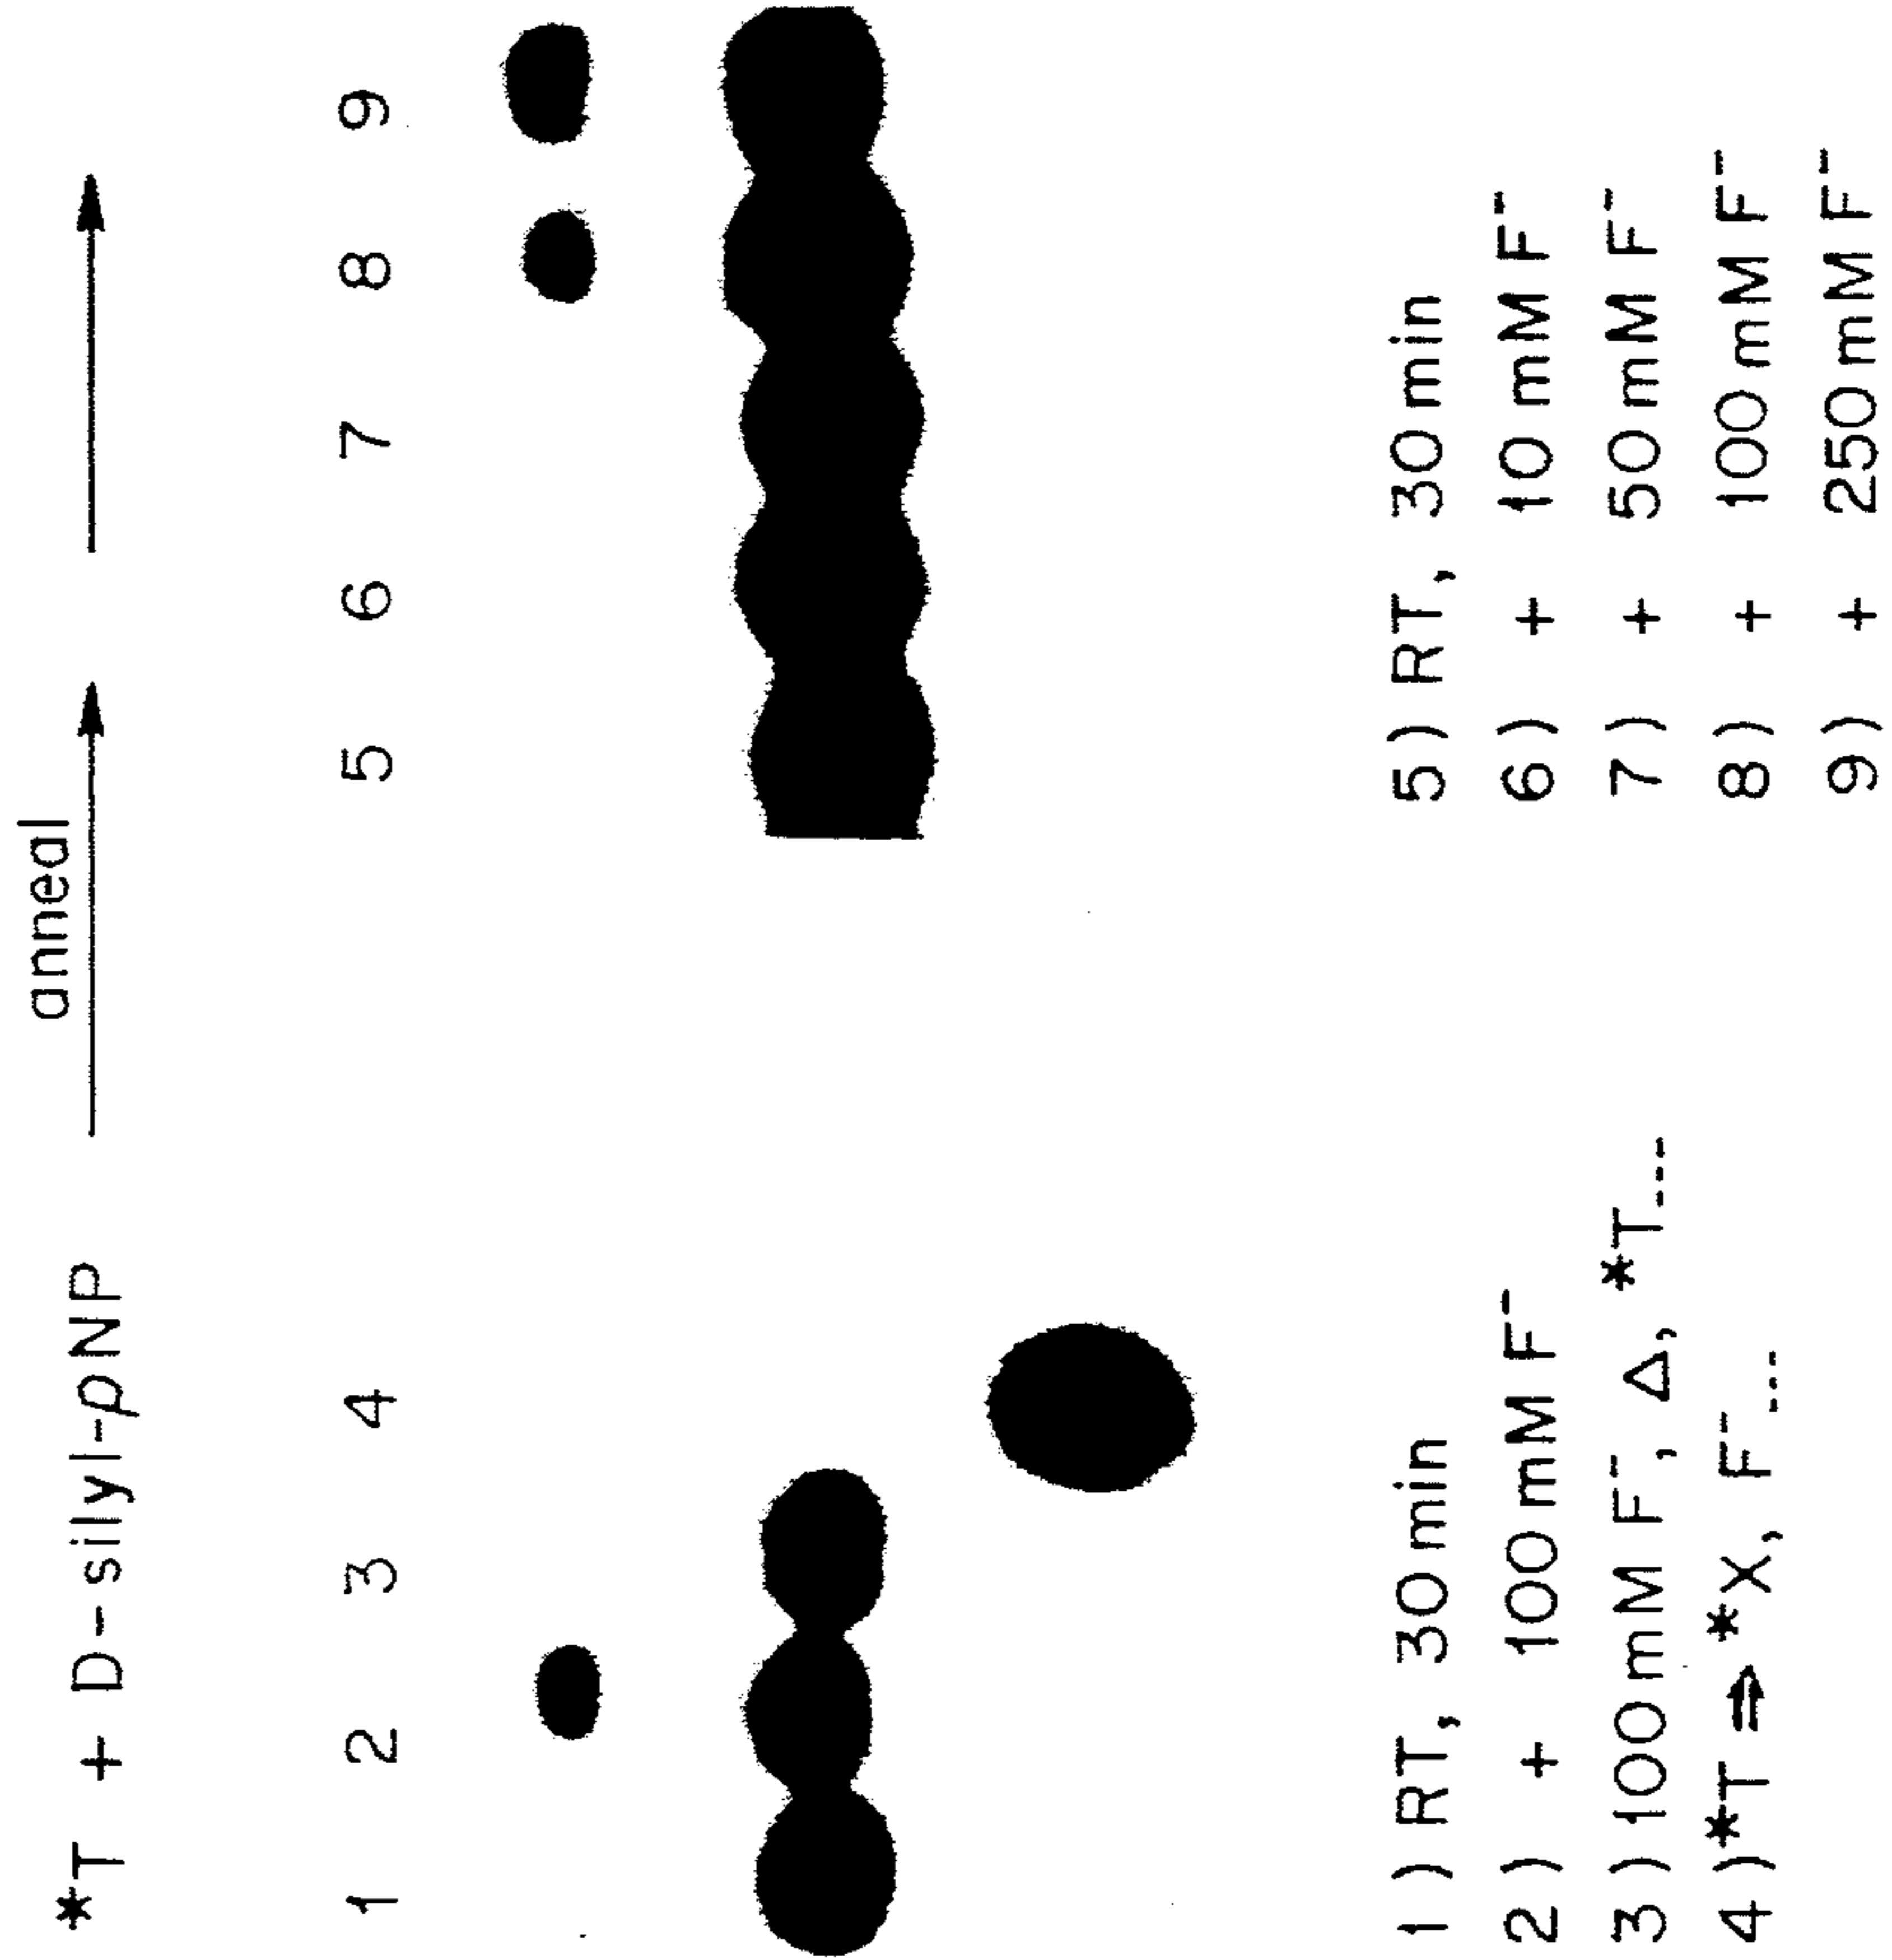 *T + D-silyl-pNP anneal
1 2 3 4 5 6 7 8 9
1) RT, 30 min
2) + 100 mM F⁻
3) 100 mM F⁻, Δ, *T---
4) *T ⇒ *X, F⁻---
5) RT, 30 min
6) + 10 mM F⁻
7) + 50 mM F⁻
8) + 100 mM F⁻
9) + 250 mM F⁻